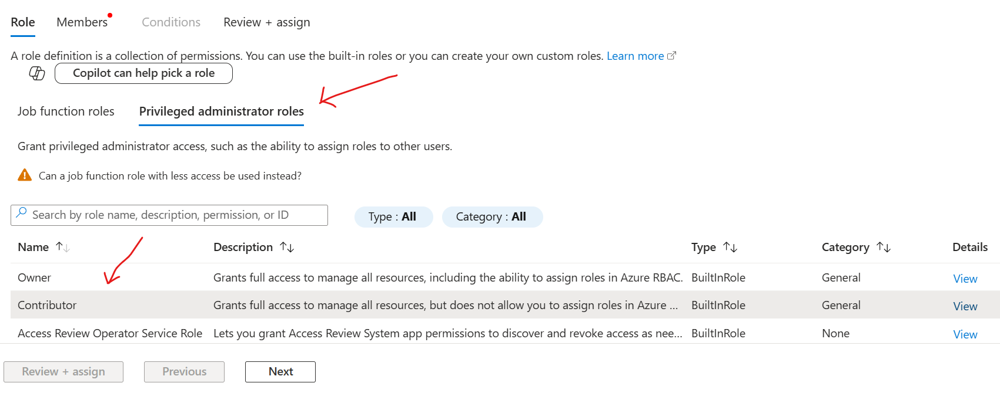 Role Members Conditions Review + assign
A role definition is a collection of permissions. You can use the built-in roles or you can create your own custom roles. Learn more
Copilot can help pick a role
Job function roles Privileged administrator roles
Grant privileged administrator access, such as the ability to assign roles to other users.
Can a job function role with less access be used instead?
Search by role name, description, permission, or ID Type : All Category : All
Name Description Type Category Details
Owner Grants full access to manage all resources, including the ability to assign roles in Azure RBAC. BuiltInRole General View
Contributor Grants full access to manage all resources, but does not allow you to assign roles in Azure ... BuiltInRole General View
Access Review Operator Service Role Lets you grant Access Review System app permissions to discover and revoke access as nee... BuiltInRole None View
Review + assign Previous Next